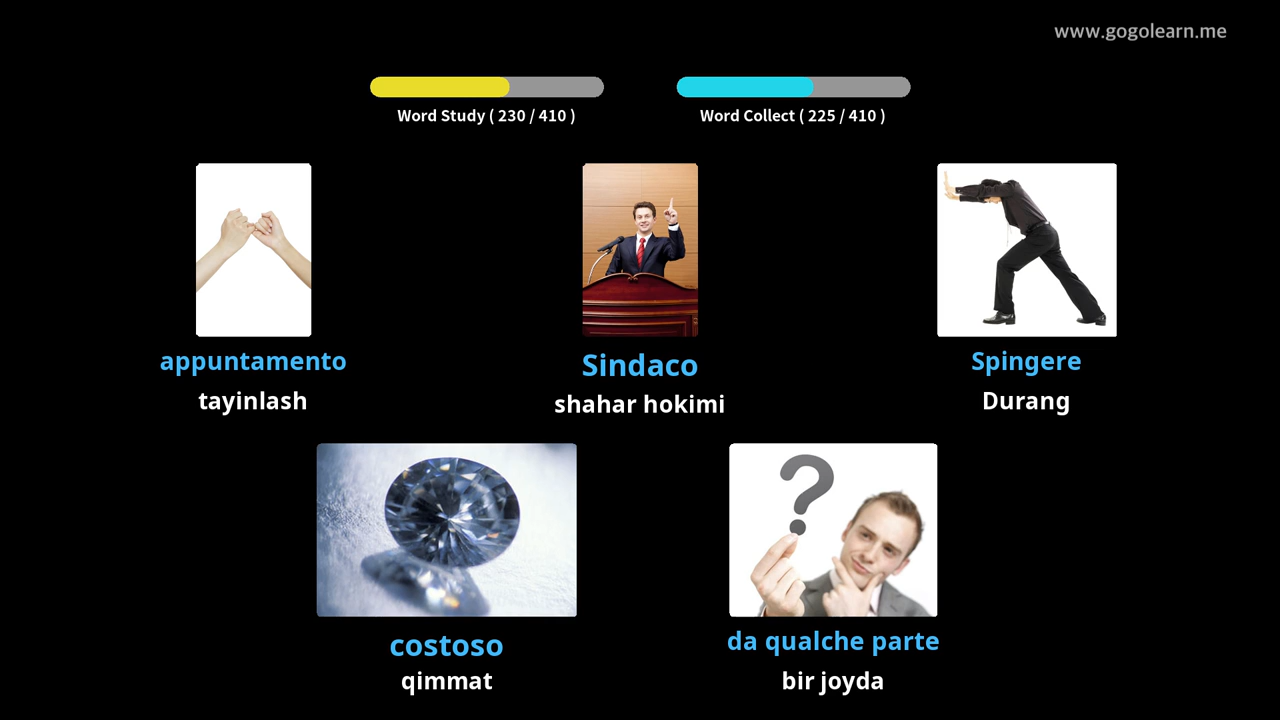 www.gogolearn.me
Word Study ( 230 / 410 )
Word Collect ( 225 / 410 )
appuntamento
tayinlash
Sindaco
shahar hokimi
Spingere
Durang
costoso
qimmat
da qualche parte
bir joyda